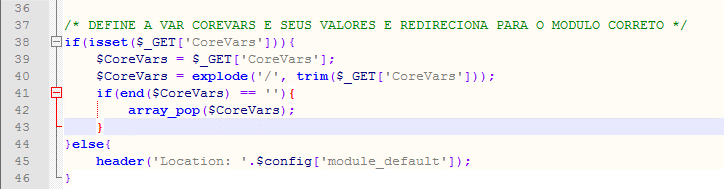 36
37 /* DEFINE A VAR COREVARS E SEUS VALORES E REDIRECIONA PARA O MODULO CORRETO */
38 if(isset($_GET['CoreVars'])){
39 $CoreVars = $_GET['CoreVars'];
40 $CoreVars = explode('/', trim($_GET['CoreVars']));
41 if(end($CoreVars) == ''){
42 array_pop($CoreVars);
43 }
44 }else{
45 header('Location: '.$config['module_default']);
46 }